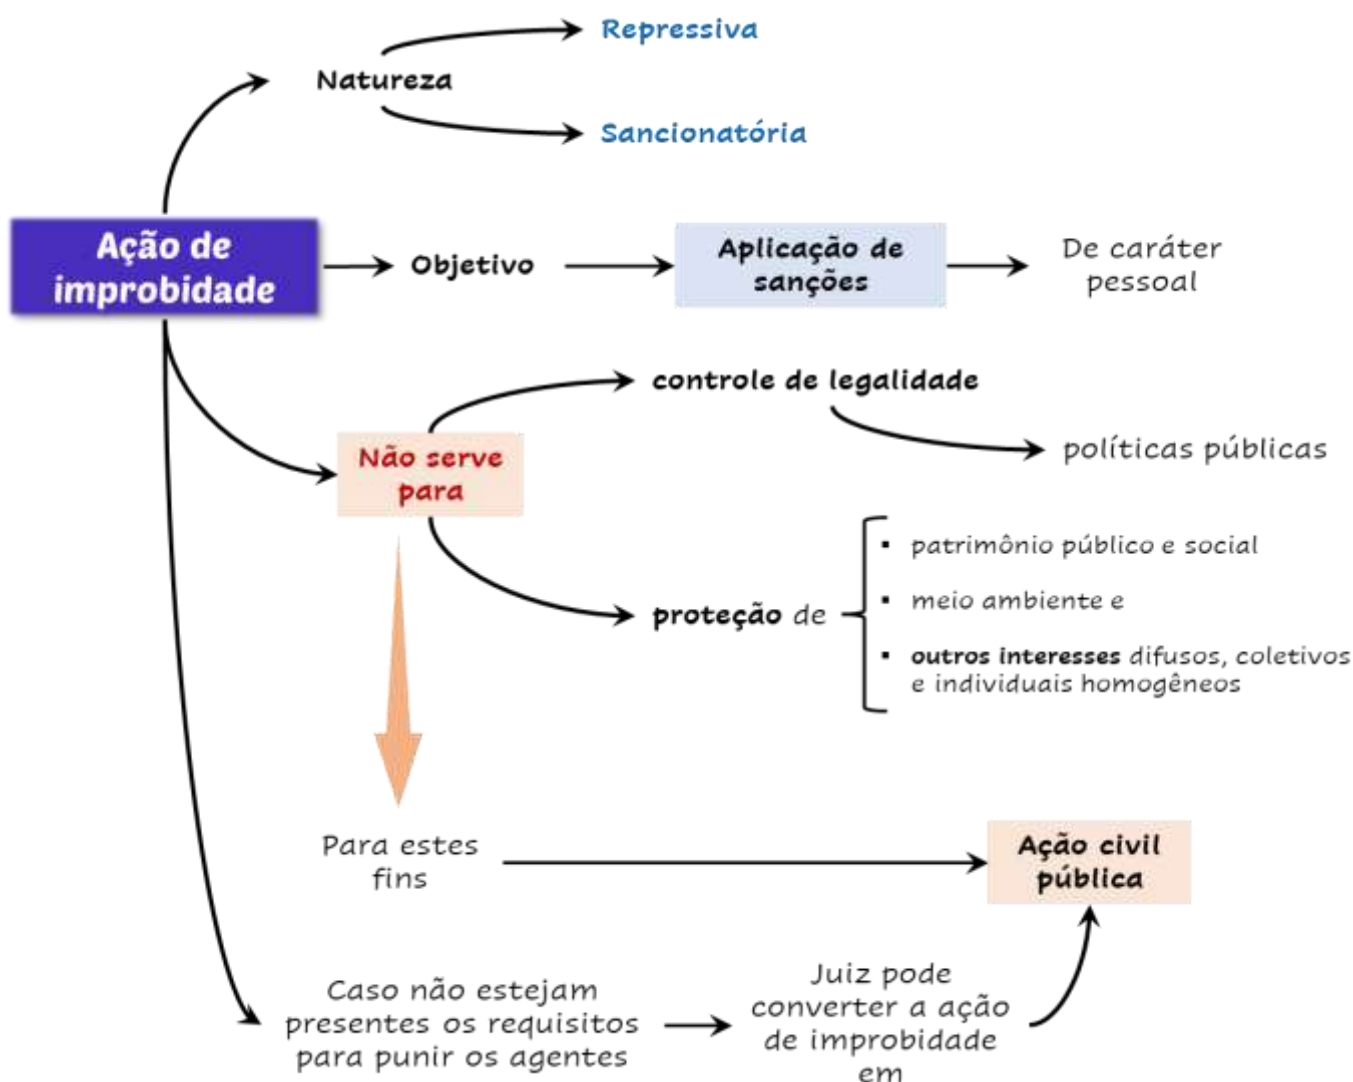 Repressiva
Natureza
Sancionatória
Ação de
improbidade
Objetivo
Aplicação de
sanções
De caráter
pessoal
controle de legalidade
políticas públicas
Não serve
para
▪ patrimônio público e social
▪ meio ambiente e
proteção de
▪ outros interesses difusos, coletivos
e individuais homogêneos
Para estes
fins
Ação civil
pública
Caso não estejam
presentes os requisitos
para punir os agentes
Juiz pode
converter a ação
de improbidade
em